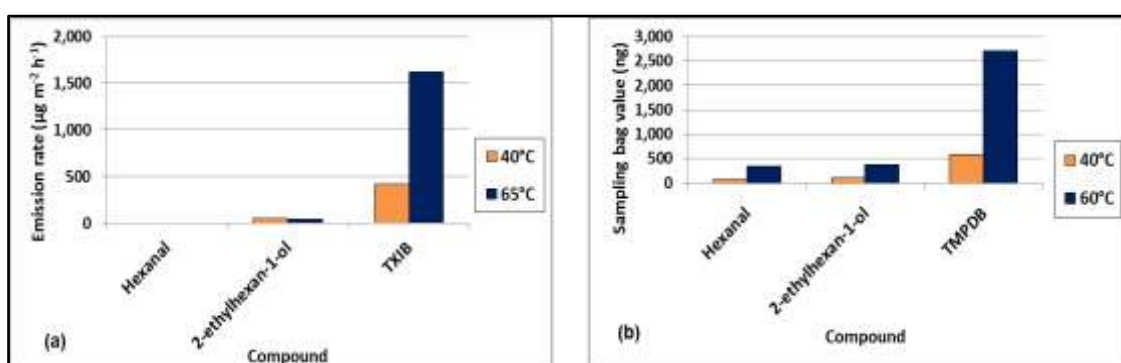 Emission rate (µg m⁻² h⁻¹)
2,000
1,500
1,000
500
0
Hexanal
2-ethylhexan-1-ol
TXIB
40°C
65°C
(a)
Compound
Sampling bag value (ng)
3,000
2,500
2,000
1,500
1,000
500
0
Hexanal
2-ethylhexan-1-ol
TMPDB
40°C
60°C
(b)
Compound